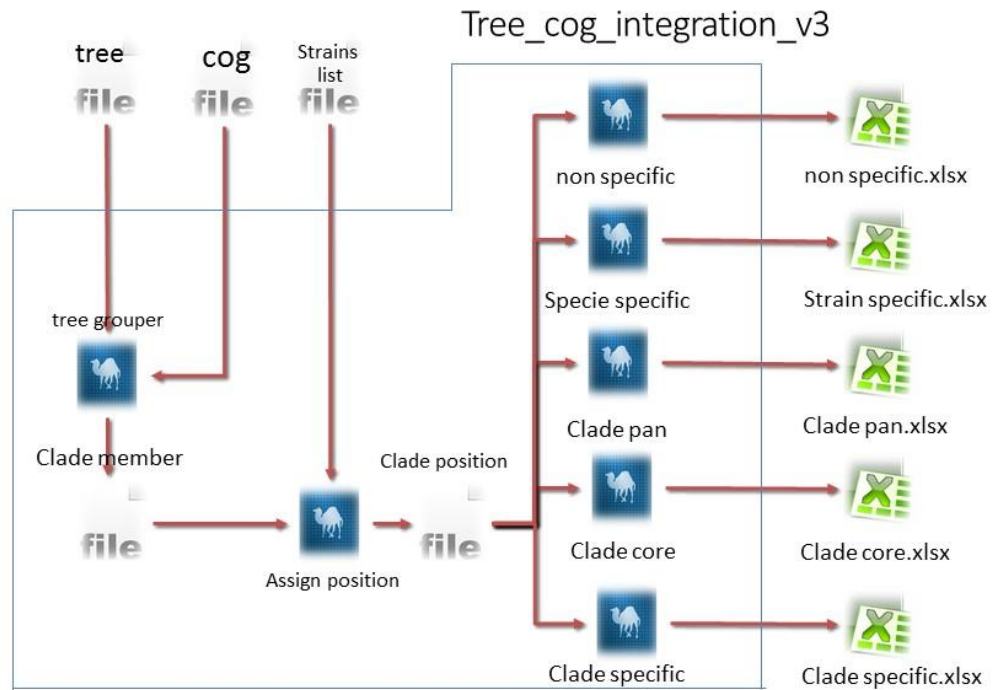 Tree_cog_integration_v3
tree
cog
Strains
list
file
file
file
non specific
non specific.xlsx
Specie specific
Strain specific.xlsx
tree grouper
Clade pan
Clade pan.xlsx
Clade member
Clade position
file
file
Assign position
Clade core
Clade core.xlsx
Clade specific
Clade specific.xlsx